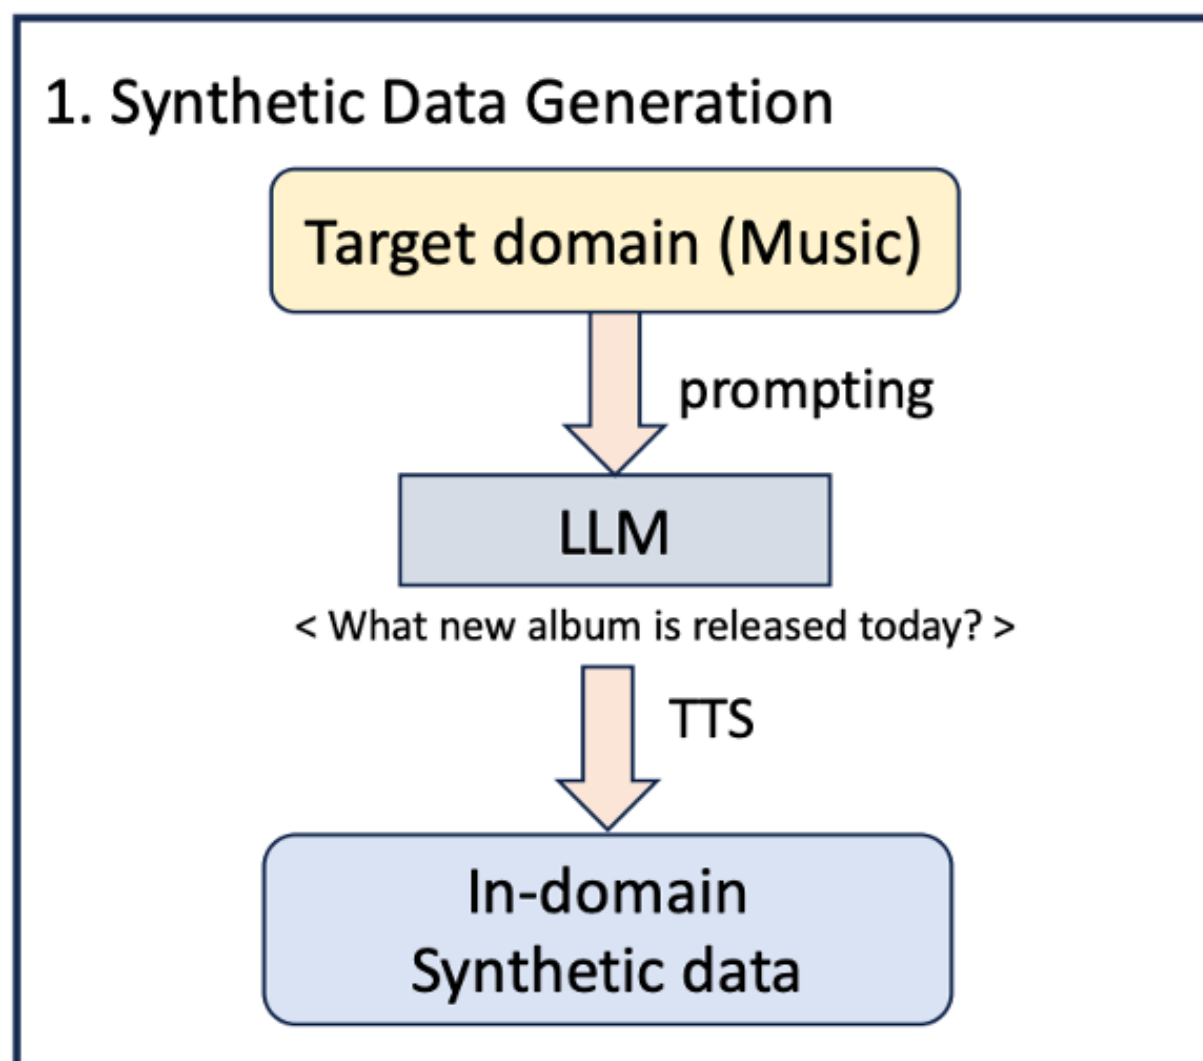 1. Synthetic Data Generation
Target domain (Music)
prompting
LLM
< What new album is released today? >
TTS
In-domain
Synthetic data